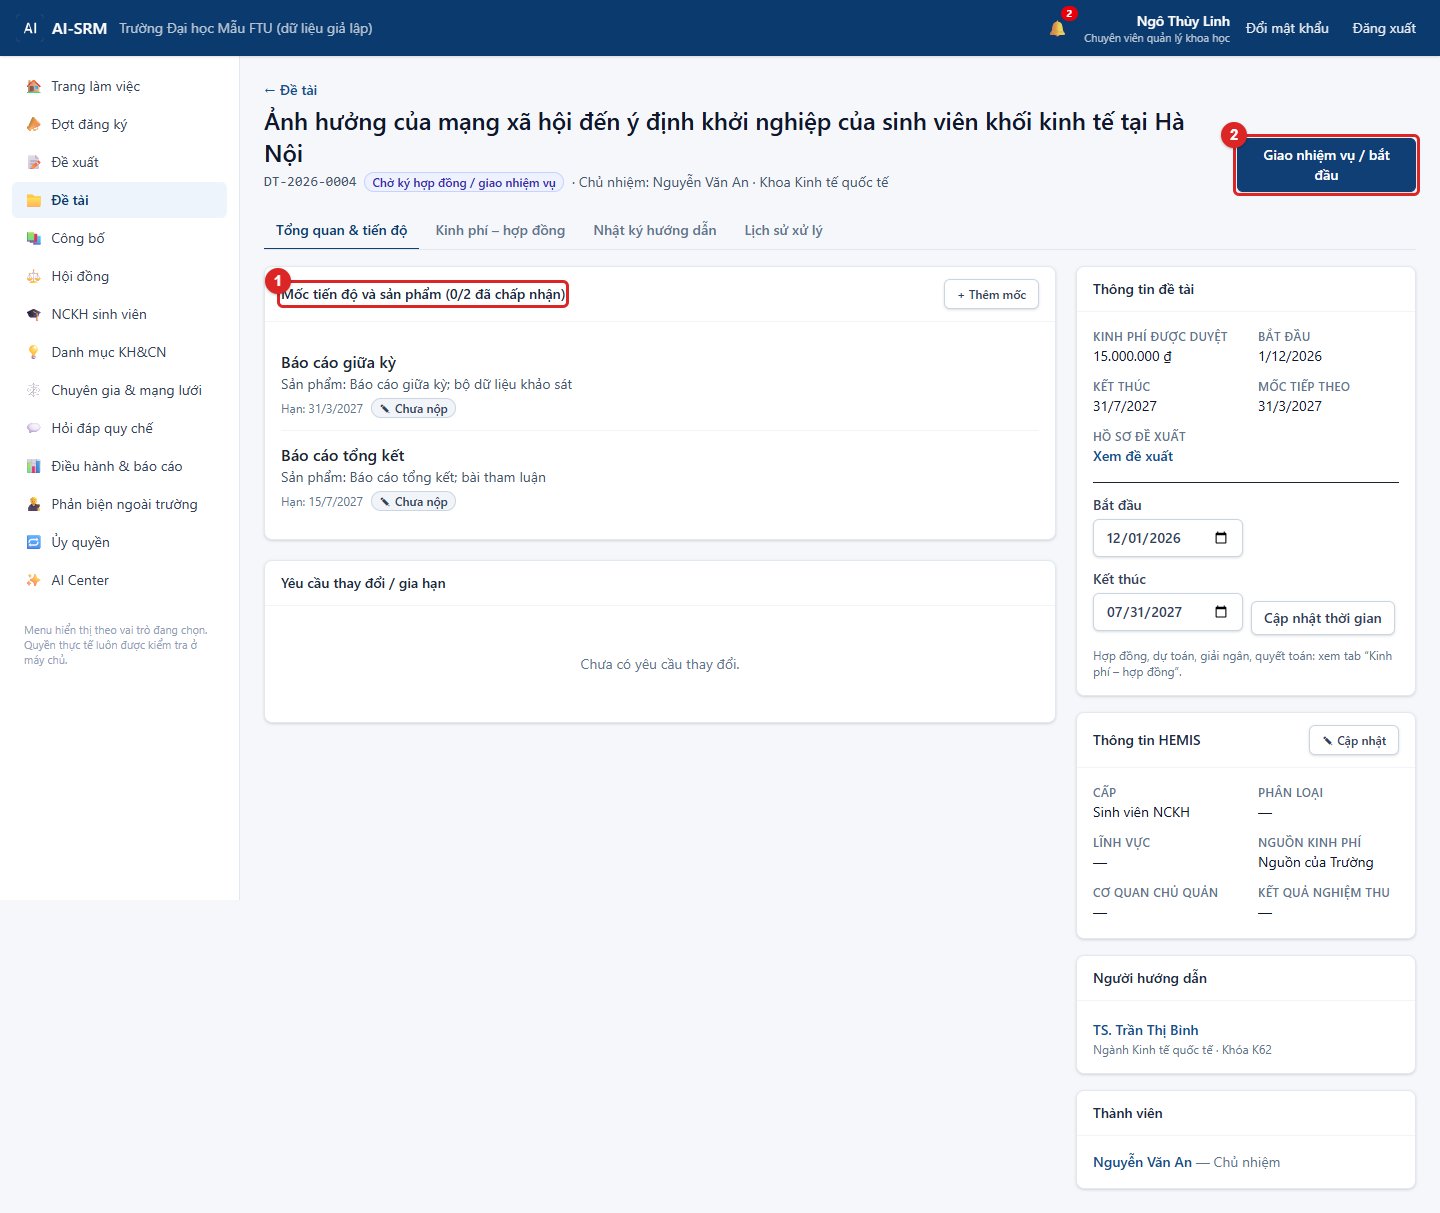 AI AI-SRM Trường Đại học Mẫu FTU (dữ liệu giả lập)
2
Ngô Thùy Linh
Chuyên viên quản lý khoa học
Đổi mật khẩu
Đăng xuất
Trang làm việc
Đợt đăng ký
Đề xuất
Đề tài
Công bố
Hội đồng
NCKH sinh viên
Danh mục KH&CN
Chuyên gia & mạng lưới
Hỏi đáp quy chế
Điều hành & báo cáo
Phản biện ngoài trường
Ủy quyền
AI Center
Menu hiển thị theo vai trò đang chọn.
Quyền thực tế luôn được kiểm tra ở
máy chủ.
← Đề tài
Ảnh hưởng của mạng xã hội đến ý định khởi nghiệp của sinh viên khối kinh tế tại Hà
Nội
DT-2026-0004 Chờ ký hợp đồng / giao nhiệm vụ · Chủ nhiệm: Nguyễn Văn An · Khoa Kinh tế quốc tế
2
Giao nhiệm vụ / bắt
đầu
Tổng quan & tiến độ
Kinh phí – hợp đồng
Nhật ký hướng dẫn
Lịch sử xử lý
1
Mốc tiến độ và sản phẩm (0/2 đã chấp nhận)
+ Thêm mốc
Báo cáo giữa kỳ
Sản phẩm: Báo cáo giữa kỳ; bộ dữ liệu khảo sát
Hạn: 31/3/2027 Chưa nộp
Báo cáo tổng kết
Sản phẩm: Báo cáo tổng kết; bài tham luận
Hạn: 15/7/2027 Chưa nộp
Yêu cầu thay đổi / gia hạn
Chưa có yêu cầu thay đổi.
Thông tin đề tài
KINH PHÍ ĐƯỢC DUYỆT
15.000.000 ₫
BẮT ĐẦU
1/12/2026
KẾT THÚC
31/7/2027
MỐC TIẾP THEO
31/3/2027
HỒ SƠ ĐỀ XUẤT
Xem đề xuất
Bắt đầu
12/01/2026
Kết thúc
07/31/2027
Cập nhật thời gian
Hợp đồng, dự toán, giải ngân, quyết toán: xem tab “Kinh
phí – hợp đồng”.
Thông tin HEMIS
Cập nhật
CẤP
Sinh viên NCKH
PHÂN LOẠI
—
LĨNH VỰC
—
NGUỒN KINH PHÍ
Nguồn của Trường
CƠ QUAN CHỦ QUẢN
—
KẾT QUẢ NGHIỆM THU
—
Người hướng dẫn
TS. Trần Thị Bình
Ngành Kinh tế quốc tế · Khóa K62
Thành viên
Nguyễn Văn An — Chủ nhiệm